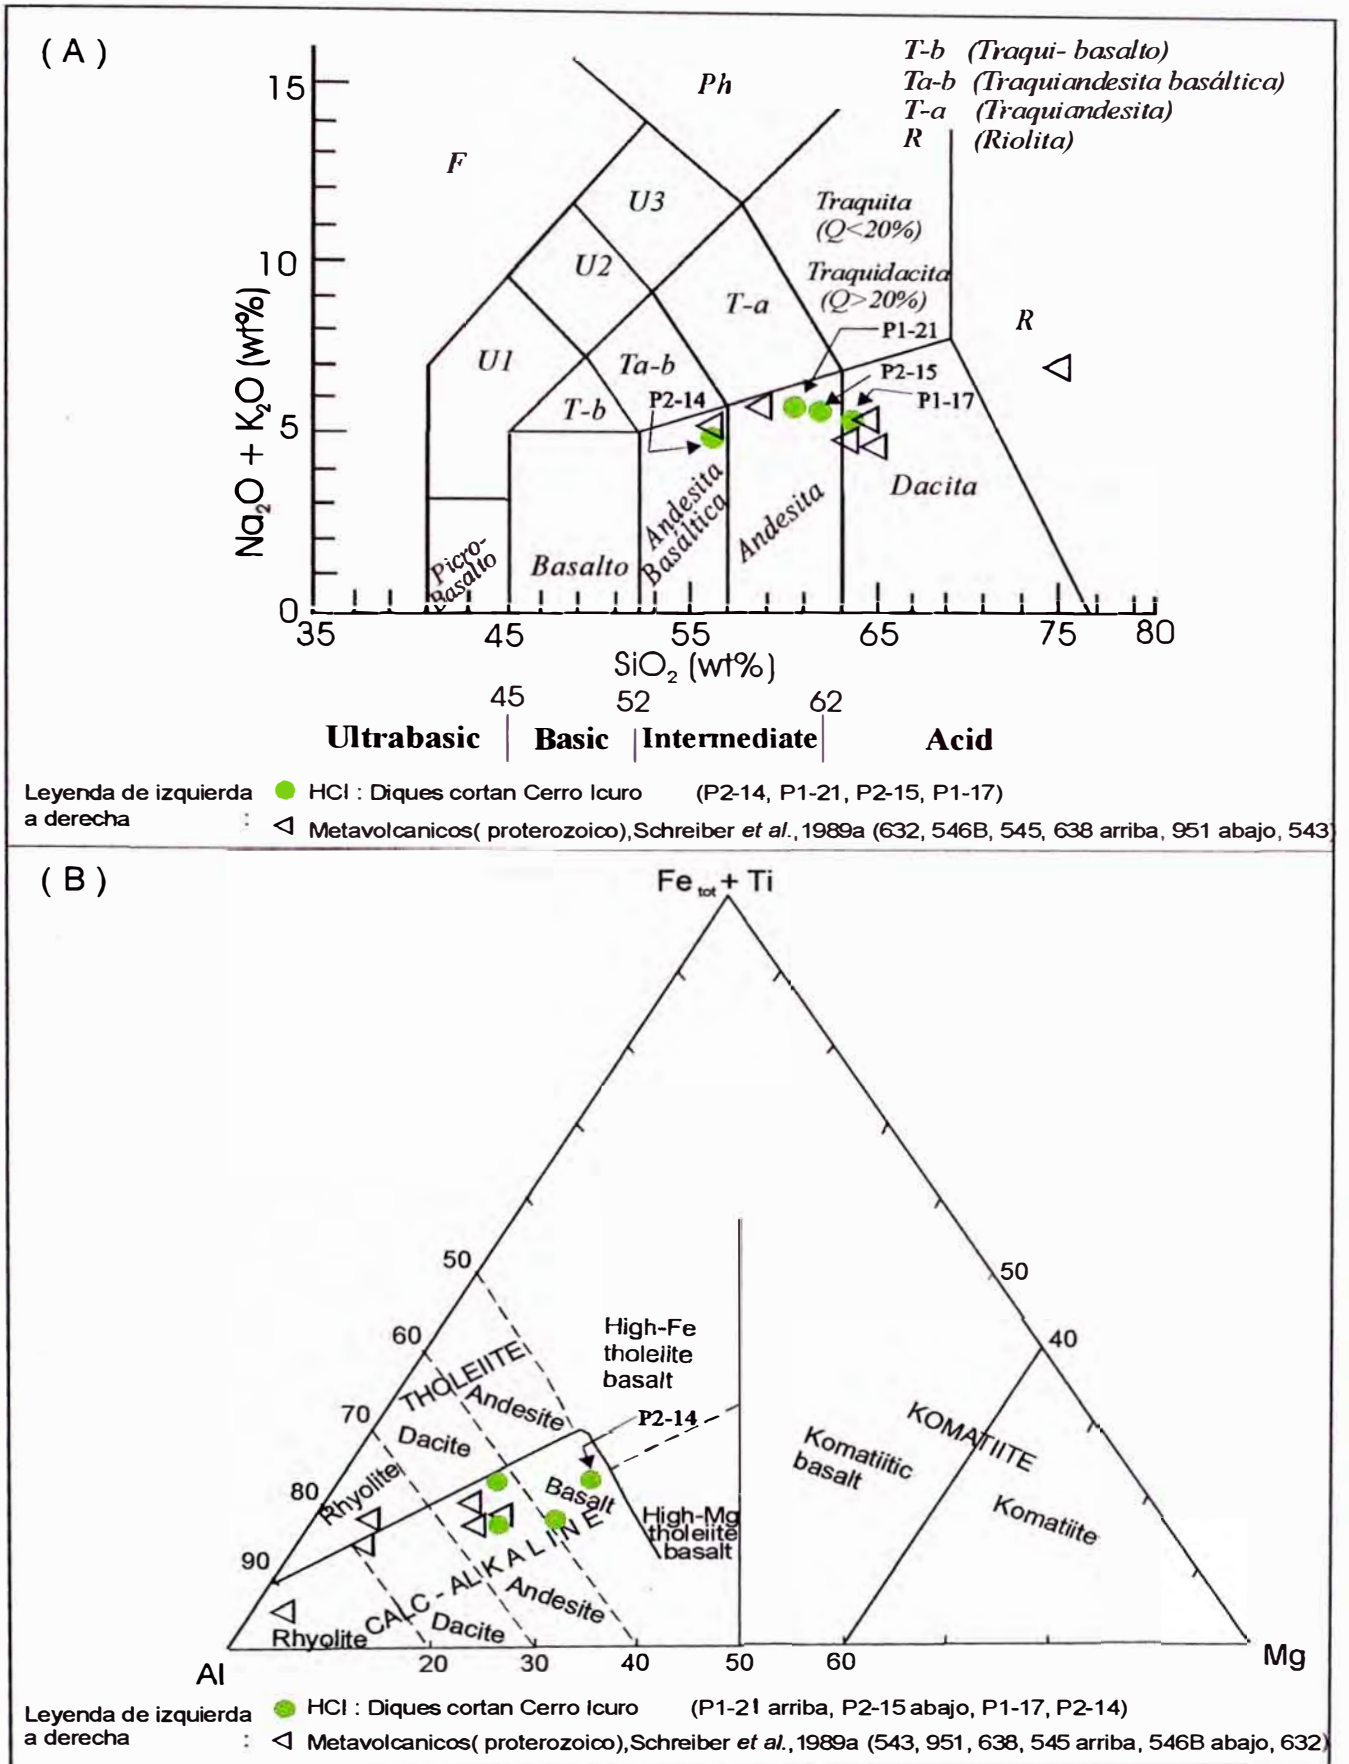 ( A )
T-b (Traqui- basalto)
Ta-b (Traquiandesita basáltica)
T-a (Traquiandesita)
R (Riolita)
15
Ph
F
U3
Traquita
(Q<20%)
10
U2
Traquidacita
(Q>20%)
T-a
P1-21
R
U1
Ta-b
P2-15
P2-14
P1-17
T-b
5
Dacita
Andesita
Basáltica
Andesita
Picro-
Basalto
Basalto
0
Na₂O + K₂O (wt%)
35 45 55 65 75 80
SiO₂ (wt%)
45 52 62
Ultrabasic Basic Intermediate Acid
Leyenda de izquierda a derecha :
HCI : Diques cortan Cerro Icuro (P2-14, P1-21, P2-15, P1-17)
Metavolcanicos( proterozoico),Schreiber et al.,1989a (632, 546B, 545, 638 arriba, 951 abajo, 543)
( B )
Fe tot + Ti
50
50
60
40
High-Fe
tholeiite
basalt
THOLEIITE
Andesite
70
P2-14
Dacite
KOMATIITE
Komatiitic
basalt
Rhyolite
80
Basalt
High-Mg
tholeiite
basalt
Komatiite
90
CALC - ALKALINE
Andesite
Dacite
Rhyolite
Al
20 30 40 50 60
Mg
Leyenda de izquierda a derecha :
HCI : Diques cortan Cerro Icuro (P1-21 arriba, P2-15 abajo, P1-17, P2-14)
Metavolcanicos( proterozoico),Schreiber et al.,1989a (543, 951, 638, 545 arriba, 546B abajo, 632)